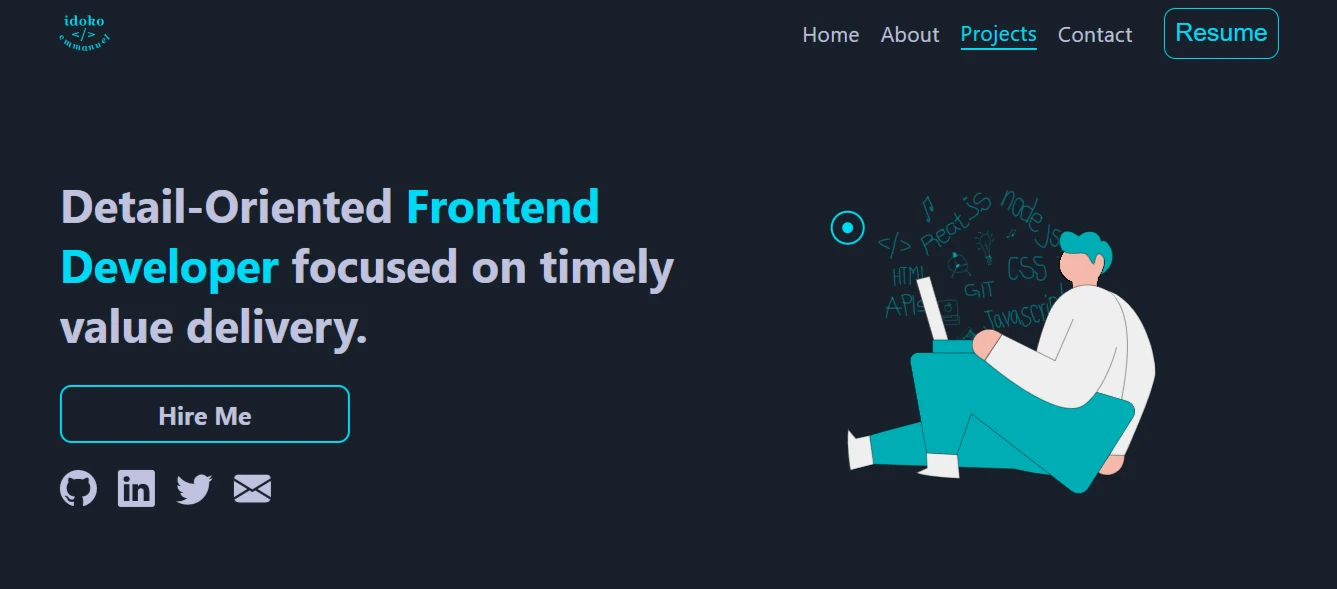 idoko
</>
emmanuel
Home About Projects Contact Resume
Detail-Oriented Frontend
Developer focused on timely
value delivery.
Hire Me
in
</> React JS Node JS
HTML CSS
APIs GIT
Javascript